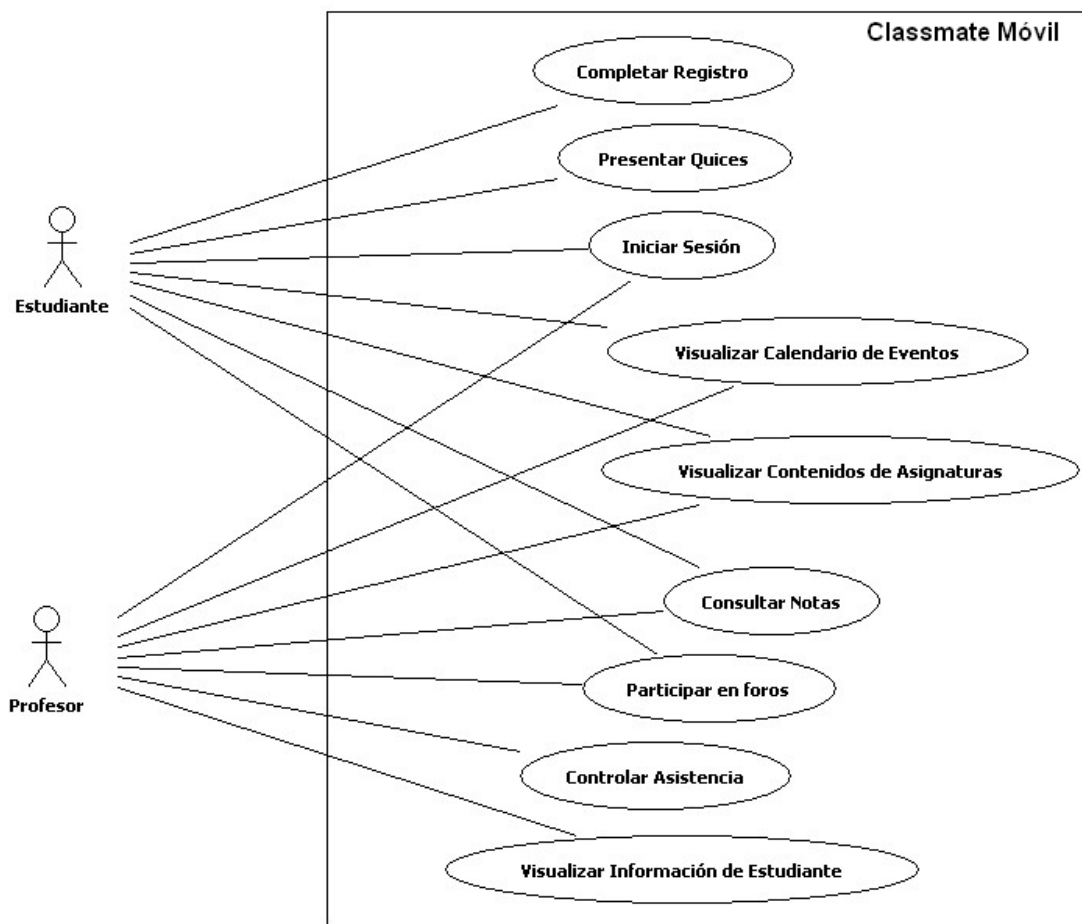 Classmate Móvil
Completar Registro
Presentar Quices
Iniciar Sesión
Estudiante
Visualizar Calendario de Eventos
Visualizar Contenidos de Asignaturas
Consultar Notas
Participar en foros
Profesor
Controlar Asistencia
Visualizar Información de Estudiante